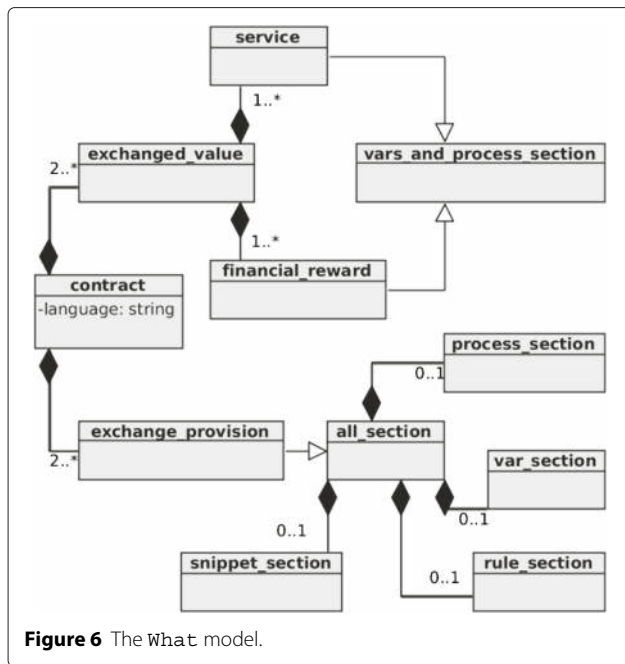 service
1..*
exchanged_value
2..*
vars_and_process_section
1..*
financial_reward
contract
-language: string
process_section
0..1
exchange_provision
2..*
all_section
var_section
0..1
0..1
snippet_section
0..1
rule_section
Figure 6 The What model.